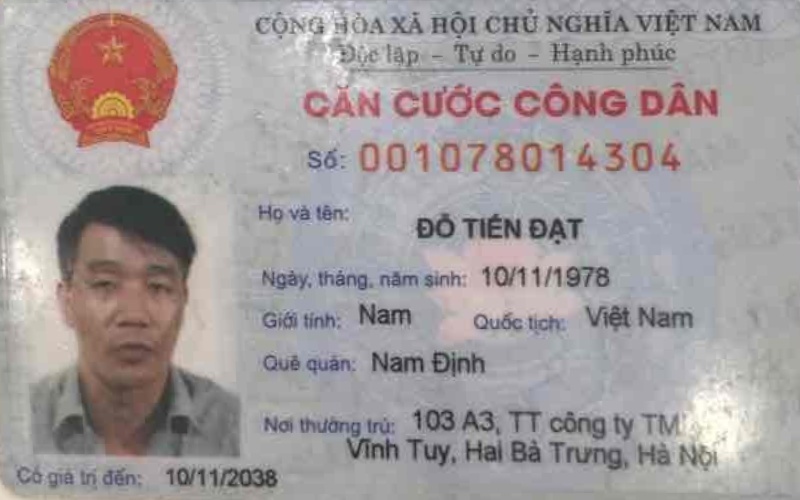 CỘNG HÒA XÃ HỘI CHỦ NGHĨA VIỆT NAM
Độc lập - Tự do - Hạnh phúc
CĂN CƯỚC CÔNG DÂN
Số: 001078014304
Họ và tên: ĐỖ TIẾN ĐẠT
Ngày, tháng, năm sinh: 10/11/1978
Giới tính: Nam Quốc tịch: Việt Nam
Quê quán: Nam Định
Nơi thường trú: 103 A3, TT công ty TM
Vĩnh Tuy, Hai Bà Trưng, Hà Nội
Có giá trị đến: 10/11/2038